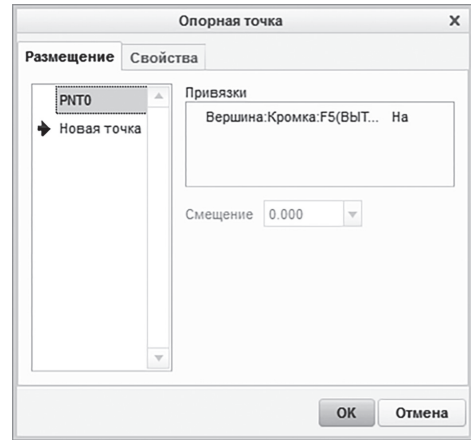 Опорная точка X
Размещение Свойства
PNT0
Новая точка
Привязки
Вершина:Кромка:F5(ВЫТ... На
Смещение 0.000
OK Отмена